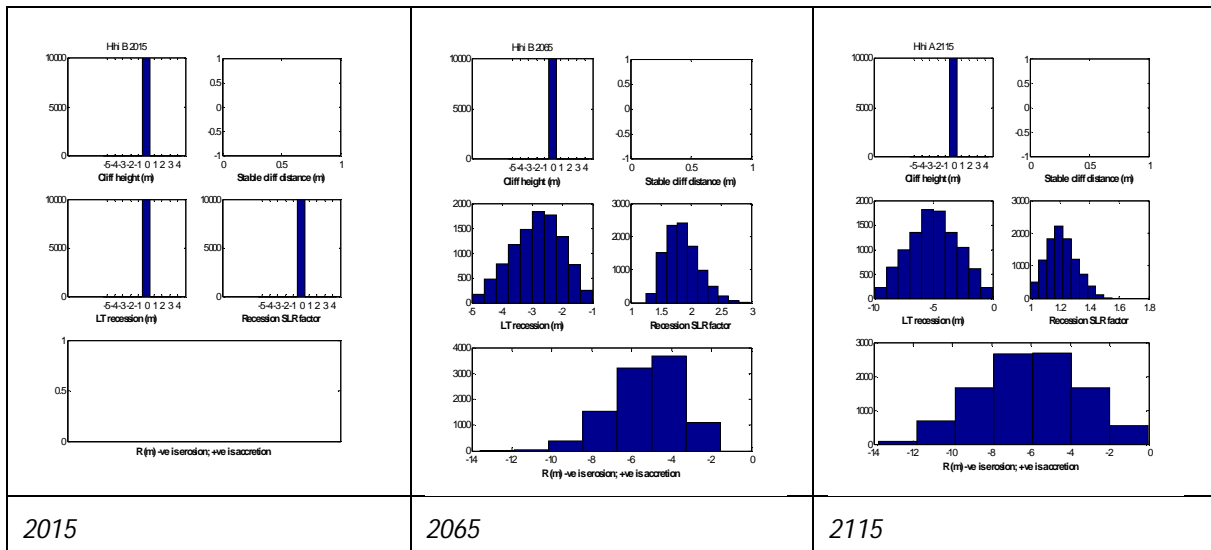 Hihi B 2015
10000
5000
0
-5-4-3-2-1 0 1 2 3 4
Cliff height (m)
1
0.5
0
-0.5
-1
0 0.5 1
Stable cliff distance (m)
10000
5000
0
-5-4-3-2-1 0 1 2 3 4
LT recession (m)
10000
5000
0
-5-4-3-2-1 0 1 2 3 4
Recession SLR factor
1
0.5
0
R (m) -ve is erosion; +ve is accretion
2015
Hihi B 2065
10000
5000
0
-5-4-3-2-1 0 1 2 3 4
Cliff height (m)
1
0.5
0
-0.5
-1
0 0.5 1
Stable cliff distance (m)
2000
1500
1000
500
0
-5 -4 -3 -2 -1
LT recession (m)
3000
2000
1000
0
1 1.5 2 2.5 3
Recession SLR factor
4000
3000
2000
1000
0
-14 -12 -10 -8 -6 -4 -2 0
R (m) -ve is erosion; +ve is accretion
2065
Hihi A 2115
10000
5000
0
-5-4-3-2-1 0 1 2 3 4
Cliff height (m)
1
0.5
0
-0.5
-1
0 0.5 1
Stable cliff distance (m)
2000
1500
1000
500
0
-10 -5 0
LT recession (m)
3000
2000
1000
0
1 1.2 1.4 1.6 1.8
Recession SLR factor
3000
2000
1000
0
-14 -12 -10 -8 -6 -4 -2 0
R (m) -ve is erosion; +ve is accretion
2115